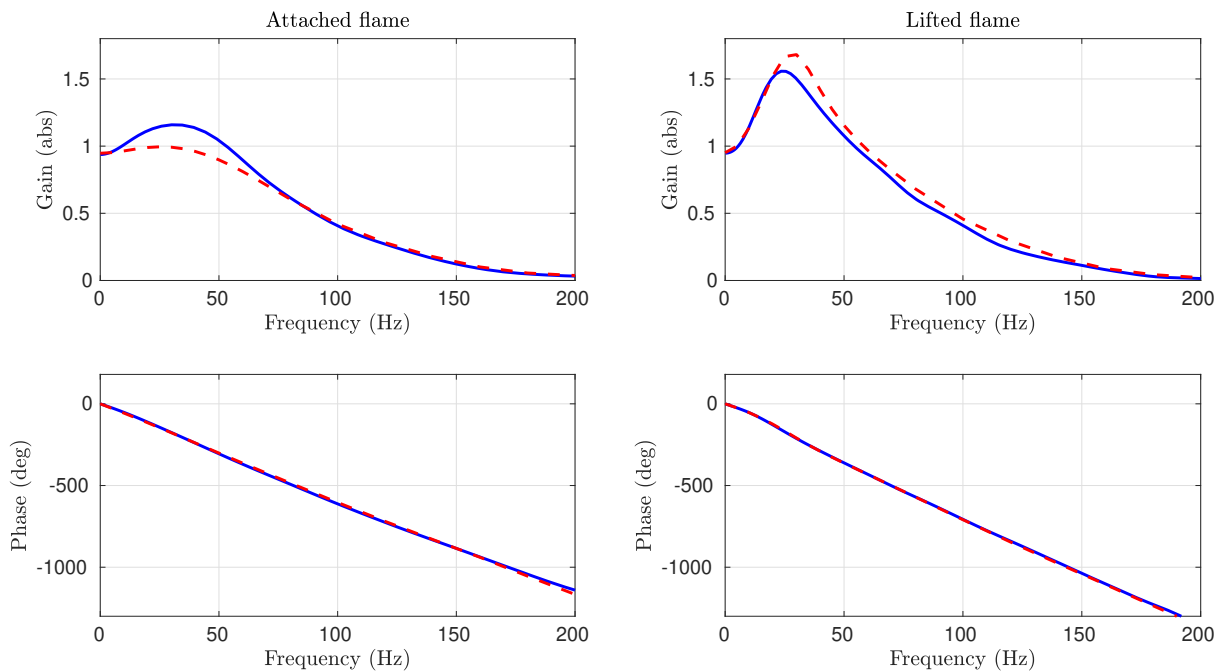 Attached flame
Gain (abs)
1.5
1
0.5
0
0 50 100 150 200
Frequency (Hz)
Lifted flame
Gain (abs)
1.5
1
0.5
0
0 50 100 150 200
Frequency (Hz)
Phase (deg)
0
-500
-1000
0 50 100 150 200
Frequency (Hz)
Phase (deg)
0
-500
-1000
0 50 100 150 200
Frequency (Hz)